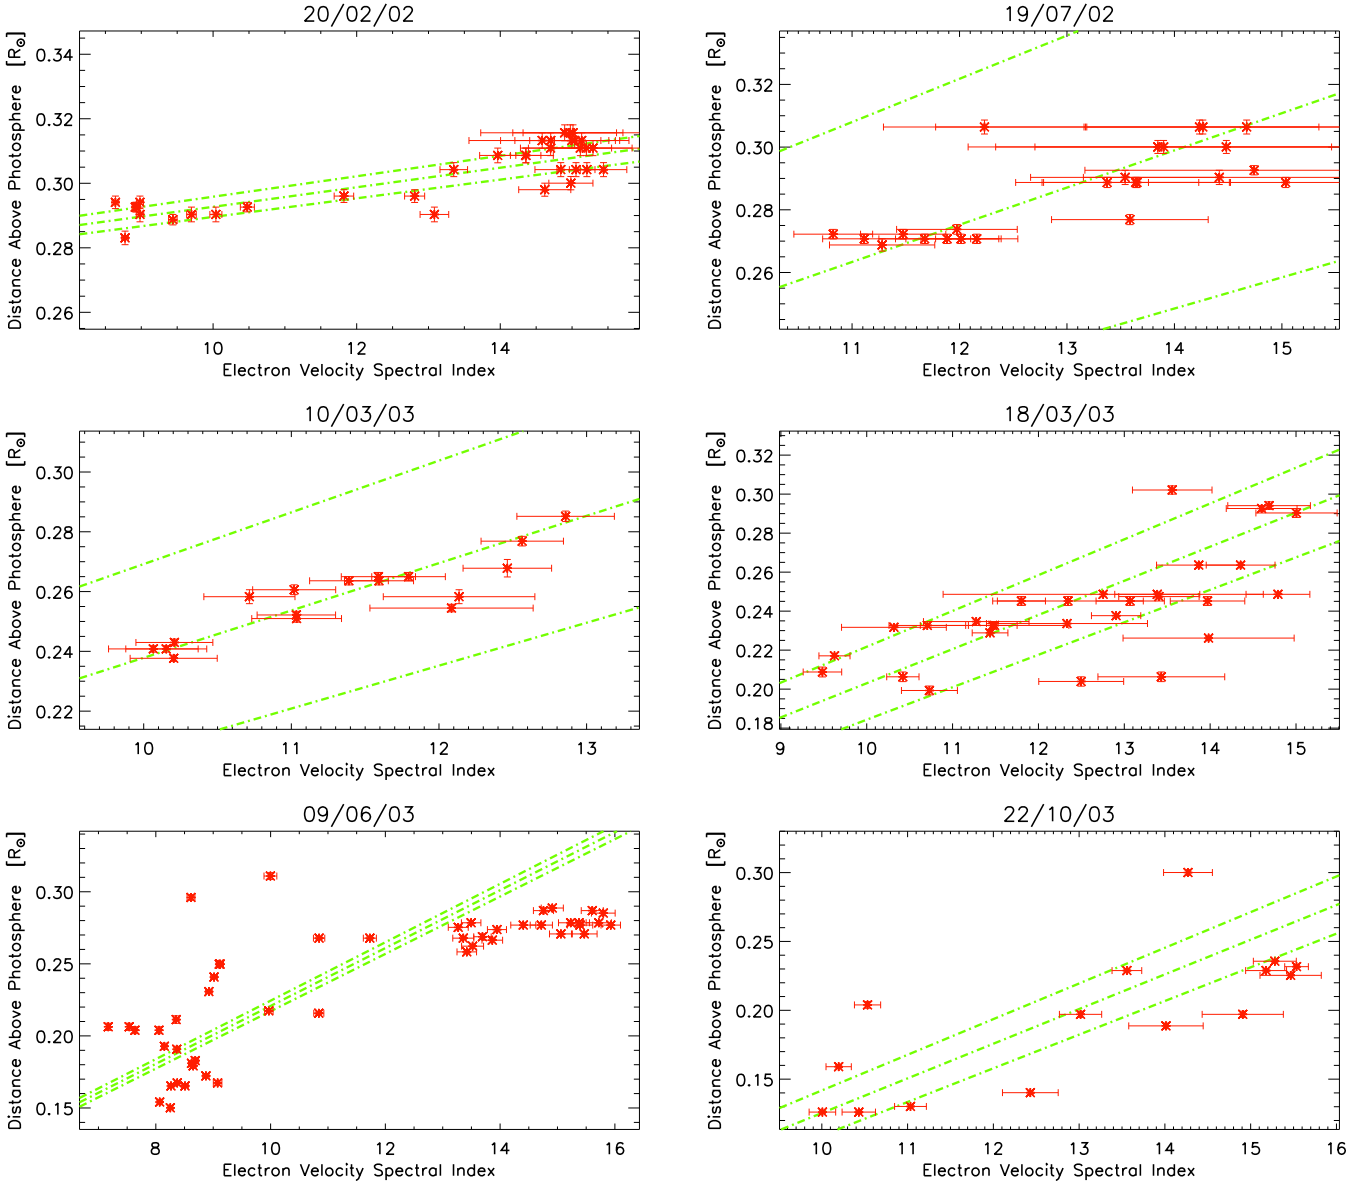 20/02/02
Distance Above Photosphere [R⊙]
0.34
0.32
0.30
0.28
0.26
10 12 14
Electron Velocity Spectral Index
19/07/02
Distance Above Photosphere [R⊙]
0.32
0.30
0.28
0.26
11 12 13 14 15
Electron Velocity Spectral Index
10/03/03
Distance Above Photosphere [R⊙]
0.30
0.28
0.26
0.24
0.22
10 11 12 13
Electron Velocity Spectral Index
18/03/03
Distance Above Photosphere [R⊙]
0.32
0.30
0.28
0.26
0.24
0.22
0.20
0.18
9 10 11 12 13 14 15
Electron Velocity Spectral Index
09/06/03
Distance Above Photosphere [R⊙]
0.30
0.25
0.20
0.15
8 10 12 14 16
Electron Velocity Spectral Index
22/10/03
Distance Above Photosphere [R⊙]
0.30
0.25
0.20
0.15
10 11 12 13 14 15 16
Electron Velocity Spectral Index